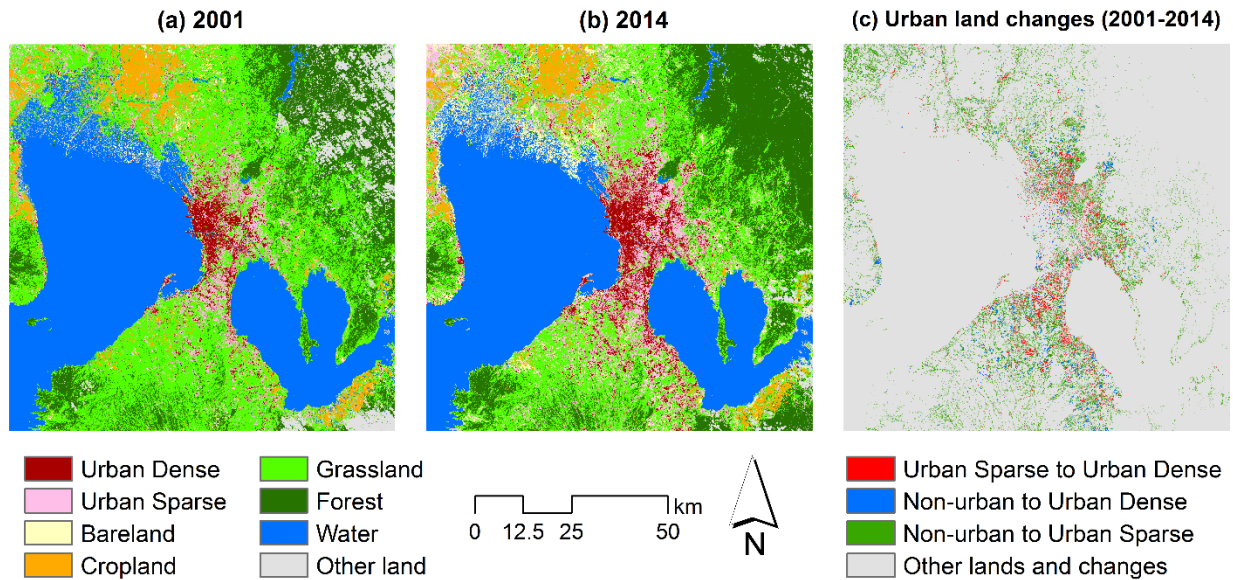 (a) 2001
(b) 2014
(c) Urban land changes (2001-2014)
Urban Dense
Urban Sparse
Bareland
Cropland
Grassland
Forest
Water
Other land
km
0 12.5 25 50
N
Urban Sparse to Urban Dense
Non-urban to Urban Dense
Non-urban to Urban Sparse
Other lands and changes